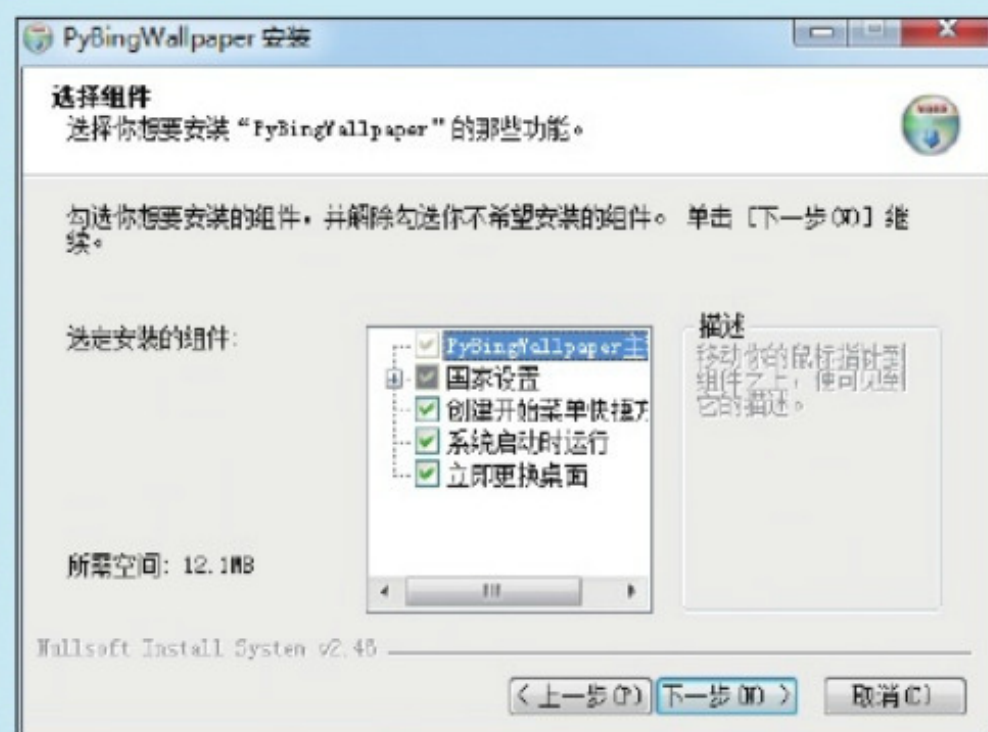 PyBingWallpaper 安装
选择组件
选择你想要安装“PyBingWallpaper”的那些功能。
勾选你想要安装的组件，并解除勾选你不希望安装的组件。 单击 [下一步(N)] 继
续。
选定安装的组件:
PyBingWallpaper主
国家设置
创建开始菜单快捷方
系统启动时运行
立即更换桌面
描述
移动你的鼠标指针到
组件之上，便可见到
它的描述。
所需空间: 12.1MB
Nullsoft Install System v2.46
< 上一步(P)
下一步(N) >
取消(C)